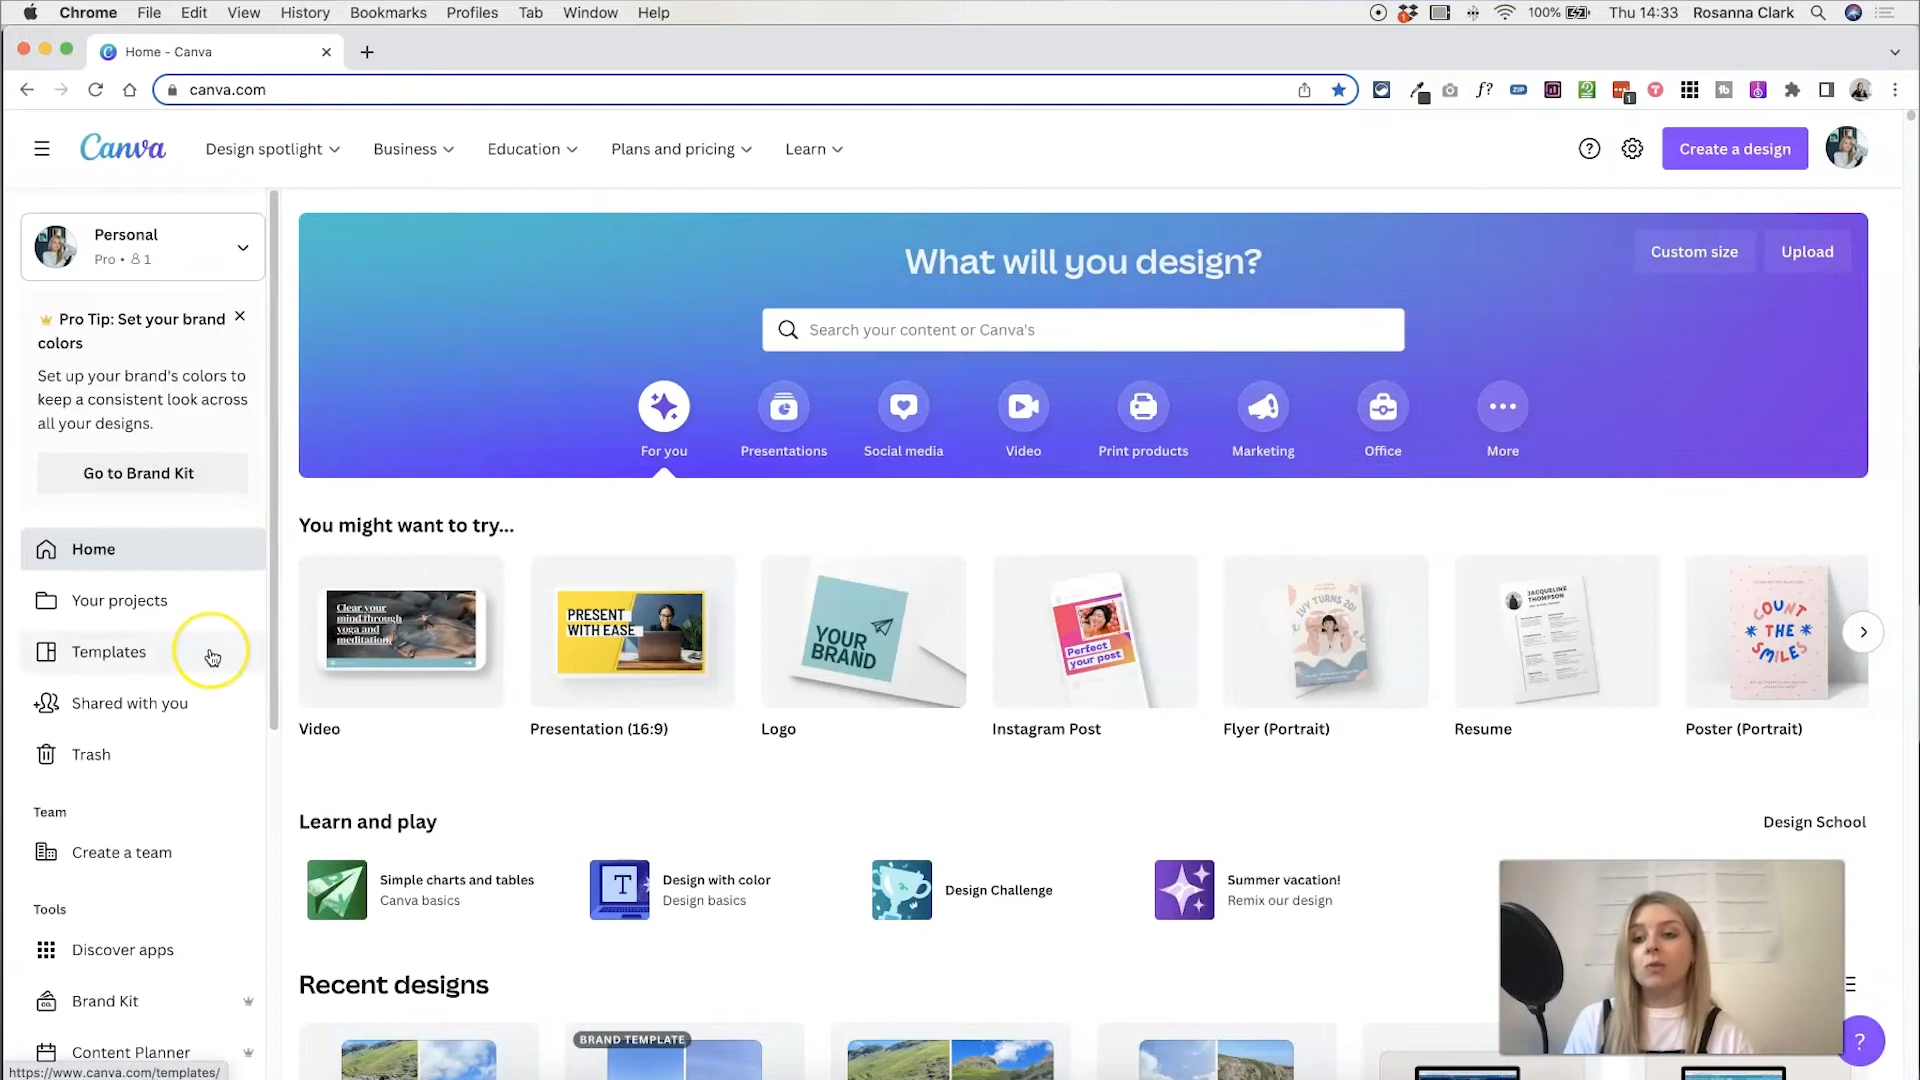 Chrome File Edit View History Bookmarks Profiles Tab Window Help
100% Thu 14:33 Rosanna Clark
Home - Canva
canva.com
Canva Design spotlight Business Education Plans and pricing Learn
Create a design
Personal
Pro • 1
Pro Tip: Set your brand
colors
Set up your brand's colors to
keep a consistent look across
all your designs.
Go to Brand Kit
Home
Your projects
Templates
Shared with you
Trash
Team
Create a team
Tools
Discover apps
Brand Kit
Content Planner
https://www.canva.com/templates/
What will you design?
Custom size
Upload
Search your content or Canva's
For you
Presentations
Social media
Video
Print products
Marketing
Office
More
You might want to try...
Clear your
mind through
yoga and
meditation.
Video
PRESENT
WITH EASE
Presentation (16:9)
YOUR
BRAND
Logo
Perfect
your post
Instagram Post
IVY TURNS 20!
Flyer (Portrait)
JACQUELINE
THOMPSON
Resume
COUNT
THE
SMILES
Poster (Portrait)
Learn and play
Design School
Simple charts and tables
Canva basics
T
Design with color
Design basics
Design Challenge
Summer vacation!
Remix our design
Recent designs
BRAND TEMPLATE
?